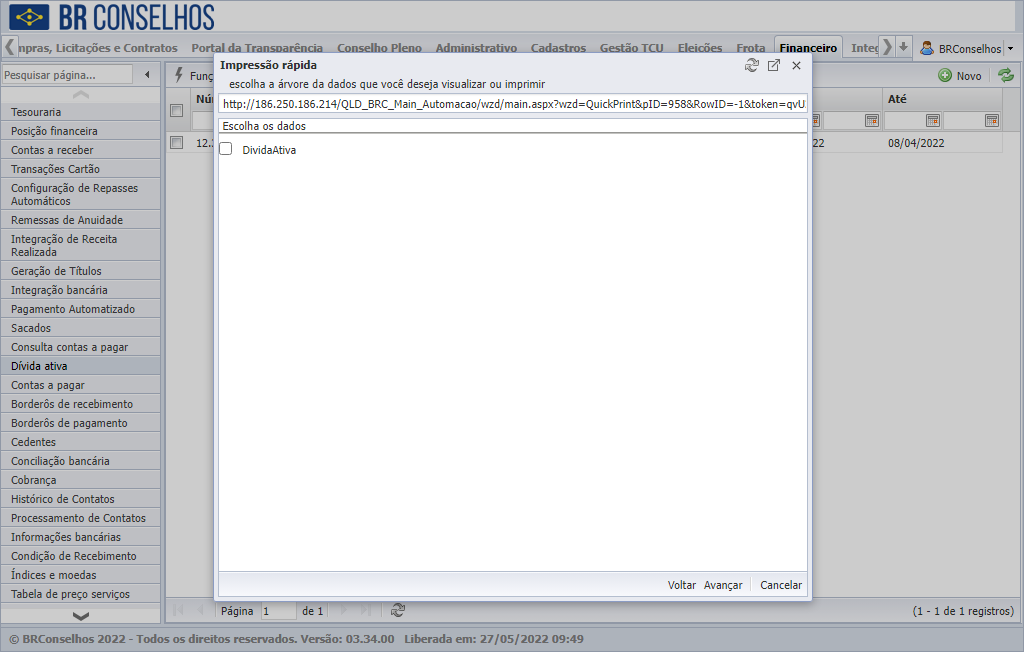 BR CONSELHOS
mpras, Licitações e Contratos Portal da Transparência Conselho Pleno Administrativo Cadastros Gestão TCU Eleições Frota Financeiro Integ BRConselhos
Pesquisar página...
Funç
Novo
Impressão rápida
escolha a árvore da dados que você deseja visualizar ou imprimir
http://186.250.186.214/QLD_BRC_Main_Automacao/wzd/main.aspx?wzd=QuickPrint&pID=958&RowID=-1&token=qvU
Escolha os dados
DividaAtiva
Nú
Até
12.
22
08/04/2022
Tesouraria
Posição financeira
Contas a receber
Transações Cartão
Configuração de Repasses
Automáticos
Remessas de Anuidade
Integração de Receita
Realizada
Geração de Títulos
Integração bancária
Pagamento Automatizado
Sacados
Consulta contas a pagar
Dívida ativa
Contas a pagar
Borderôs de recebimento
Borderôs de pagamento
Cedentes
Conciliação bancária
Cobrança
Histórico de Contatos
Processamento de Contatos
Informações bancárias
Condição de Recebimento
Índices e moedas
Tabela de preço serviços
Voltar Avançar Cancelar
Página 1 de 1
(1 - 1 de 1 registros)
© BRConselhos 2022 - Todos os direitos reservados. Versão: 03.34.00 Liberada em: 27/05/2022 09:49